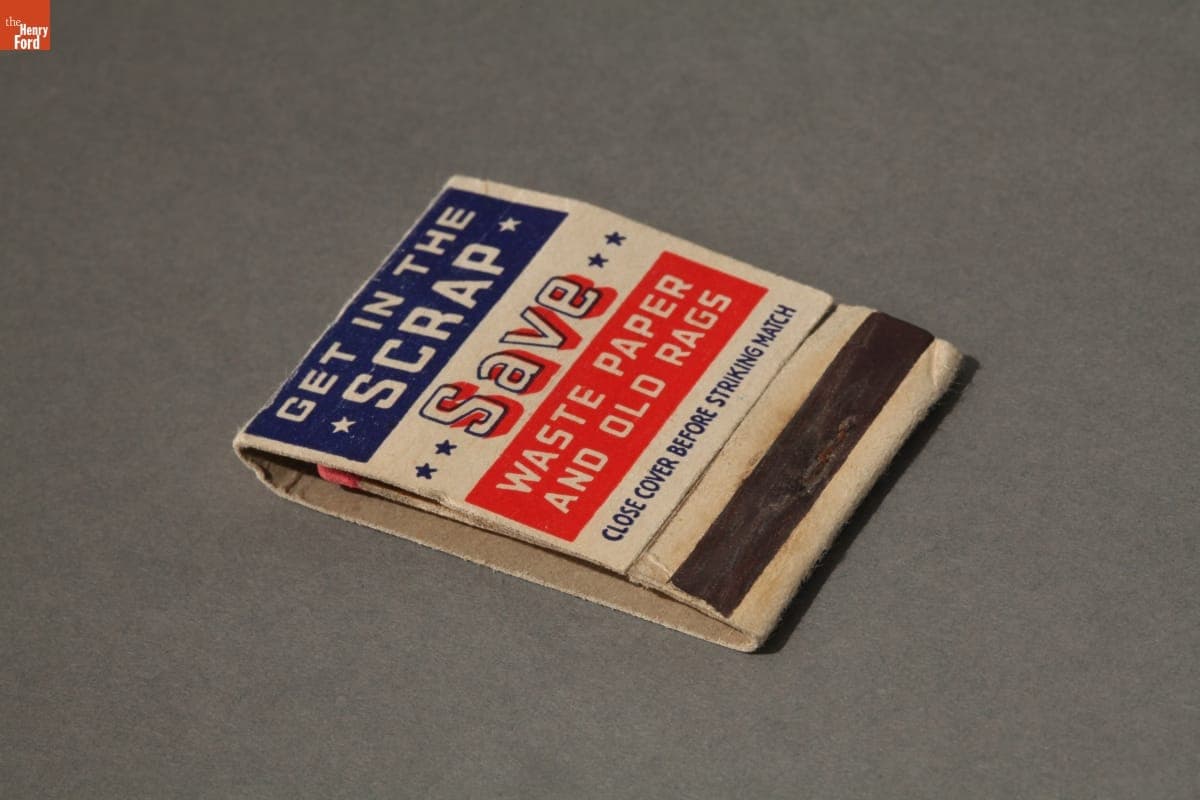 the
Henry
Ford
GET IN THE
★ SCRAP ★
★ ★ Save ★ ★
WASTE PAPER
AND OLD RAGS
CLOSE COVER BEFORE STRIKING MATCH